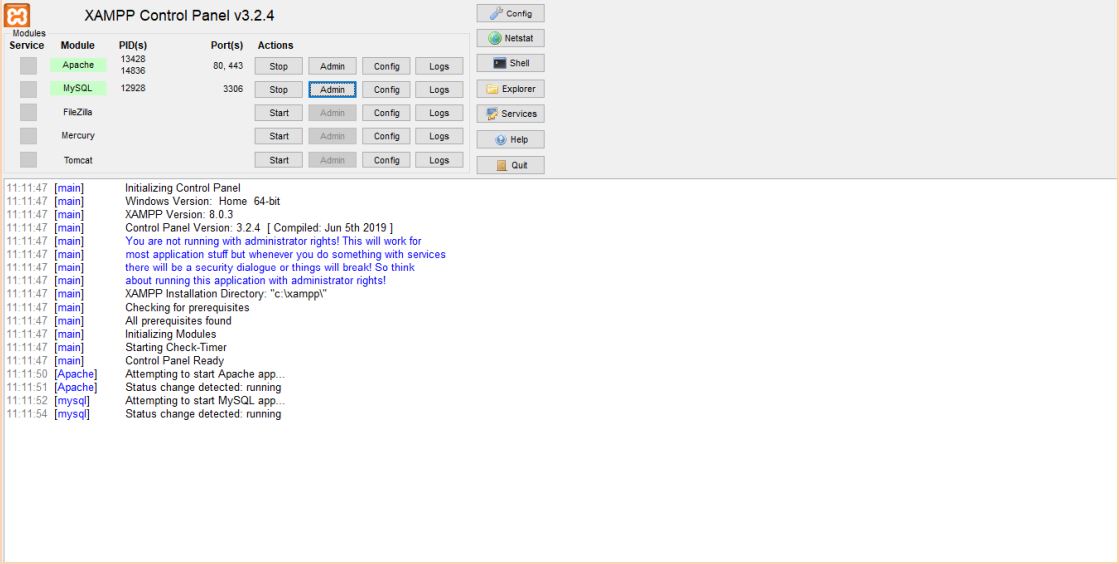 XAMPP Control Panel v3.2.4
Modules
Service Module PID(s) Port(s) Actions
Apache 13428 14836 80, 443 Stop Admin Config Logs
MySQL 12928 3306 Stop Admin Config Logs
FileZilla Start Admin Config Logs
Mercury Start Admin Config Logs
Tomcat Start Admin Config Logs
Config
Netstat
Shell
Explorer
Services
Help
Quit
11:11:47 [main] Initializing Control Panel
11:11:47 [main] Windows Version: Home 64-bit
11:11:47 [main] XAMPP Version: 8.0.3
11:11:47 [main] Control Panel Version: 3.2.4 [ Compiled: Jun 5th 2019 ]
11:11:47 [main] You are not running with administrator rights! This will work for
11:11:47 [main] most application stuff but whenever you do something with services
11:11:47 [main] there will be a security dialogue or things will break! So think
11:11:47 [main] about running this application with administrator rights!
11:11:47 [main] XAMPP Installation Directory: "c:\xampp\"
11:11:47 [main] Checking for prerequisites
11:11:47 [main] All prerequisites found
11:11:47 [main] Initializing Modules
11:11:47 [main] Starting Check-Timer
11:11:47 [main] Control Panel Ready
11:11:50 [Apache] Attempting to start Apache app...
11:11:51 [Apache] Status change detected: running
11:11:52 [mysql] Attempting to start MySQL app...
11:11:54 [mysql] Status change detected: running